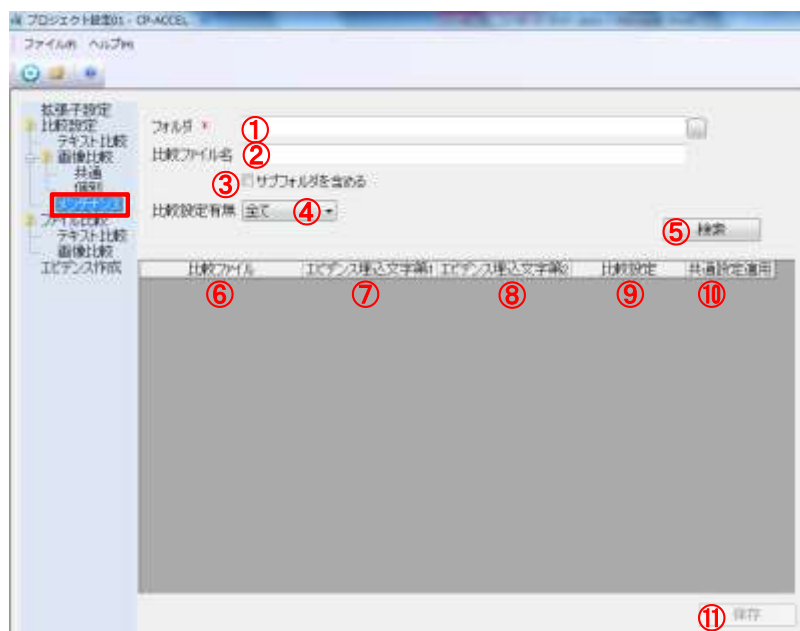 プロジェクト設定01 - CP-ACCEL
ファイル(F) ヘルプ(H)
拡張子設定
比較設定
テキスト比較
画像比較
共通
個別
メンテナンス
ファイル比較
テキスト比較
画像比較
エビデンス作成
フォルダ * ① ...
比較ファイル名 ②
③ サブフォルダを含める
比較設定有無 全て ④
⑤ 検索
比較ファイル エビデンス埋込文字第1 エビデンス埋込文字第2 比較設定 共通設定適用
⑥ ⑦ ⑧ ⑨ ⑩
⑪ 保存